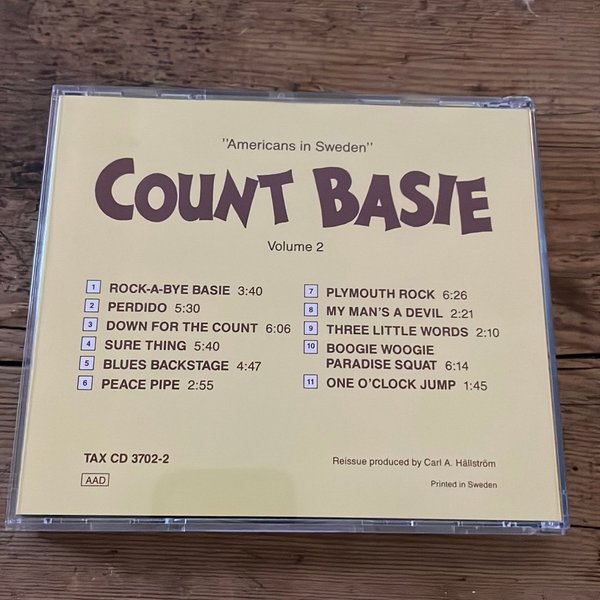 "Americans in Sweden"
COUNT BASIE
Volume 2
1 ROCK-A-BYE BASIE 3:40
2 PERDIDO 5:30
3 DOWN FOR THE COUNT 6:06
4 SURE THING 5:40
5 BLUES BACKSTAGE 4:47
6 PEACE PIPE 2:55
7 PLYMOUTH ROCK 6:26
8 MY MAN'S A DEVIL 2:21
9 THREE LITTLE WORDS 2:10
10 BOOGIE WOOGIE
PARADISE SQUAT 6:14
11 ONE O'CLOCK JUMP 1:45
TAX CD 3702-2
AAD
Reissue produced by Carl A. Hällström
Printed in Sweden